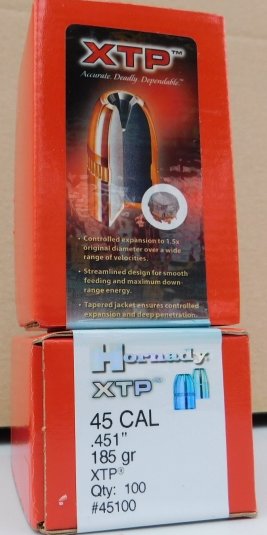 XTP™
Accurate. Deadly. Dependable.™
• Controlled expansion to 1.5x
original diameter over a wide
range of velocities.
• Streamlined design for smooth
feeding and maximum down-
range energy.
• Tapered jacket ensures controlled
expansion and deep penetration.
Hornady
XTP™
45 CAL
.451"
185 gr
XTP®
Qty: 100
#45100